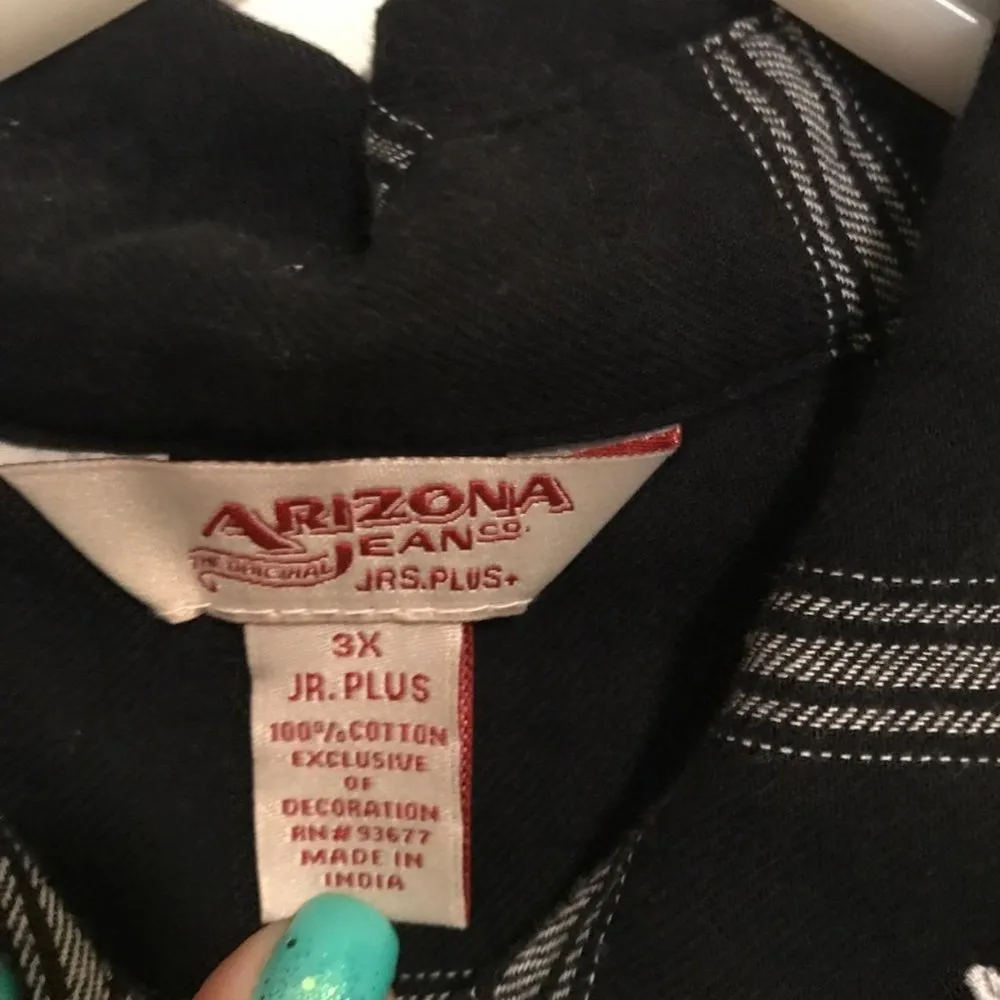 ARIZONA
JEAN CO.
THE ORIGINAL
JRS.PLUS+
3X
JR. PLUS
100% COTTON
EXCLUSIVE
OF
DECORATION
RN# 93677
MADE IN
INDIA